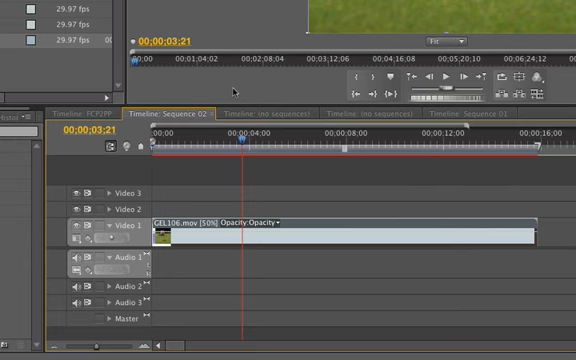 29.97 fps
29.97 fps
29.97 fps
00;00;03;21
Fit
00;00 00;01;04;02 00;02;08;04 00;03;12;06 00;04;16;08 00;05;20;10 00;06;24;12
Timeline: FCP2PP Timeline: Sequence 02 Timeline: (no sequences) Timeline: (no sequences) Timeline: Sequence 01
00;00;03;21
;00;00 00;00;04;00 00;00;08;00 00;00;12;00 00;00;16;00
Video 3
Video 2
Video 1
GEL106.mov [50%] Opacity:Opacity
Audio 1
Audio 2
Audio 3
Master